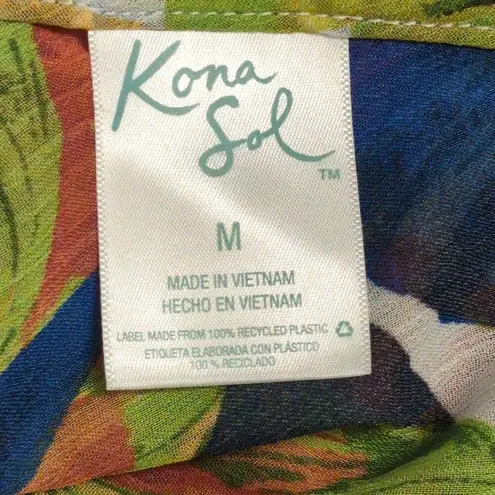 Kona
Sol
TM
M
MADE IN VIETNAM
HECHO EN VIETNAM
LABEL MADE FROM 100% RECYCLED PLASTIC
ETIQUETA ELABORADA CON PLÁSTICO
100% RECICLADO